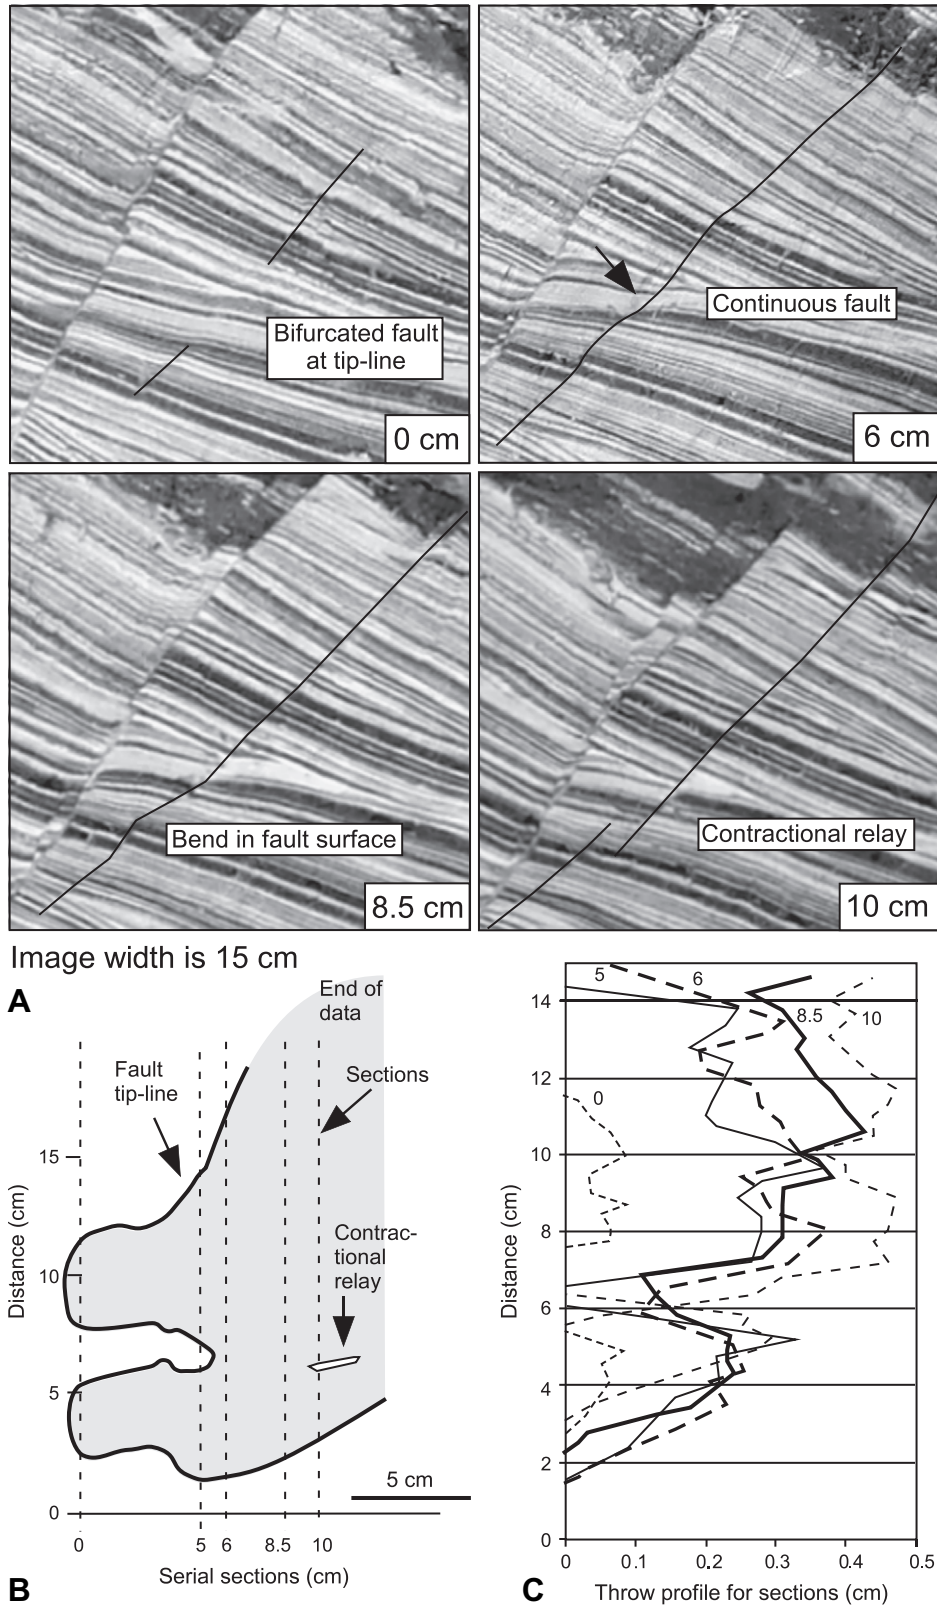 Bifurcated fault
at tip-line
0 cm
Continuous fault
6 cm
Bend in fault surface
8.5 cm
Contractional relay
10 cm
Image width is 15 cm
A
End of
data
Fault
tip-line
Sections
Contrac-
tional
relay
15
10
5
0
Distance (cm)
5 cm
0 5 6 8.5 10
Serial sections (cm)
B
5
6
8.5
10
0
14
12
10
8
6
4
2
0
Distance (cm)
0 0.1 0.2 0.3 0.4 0.5
Throw profile for sections (cm)
C